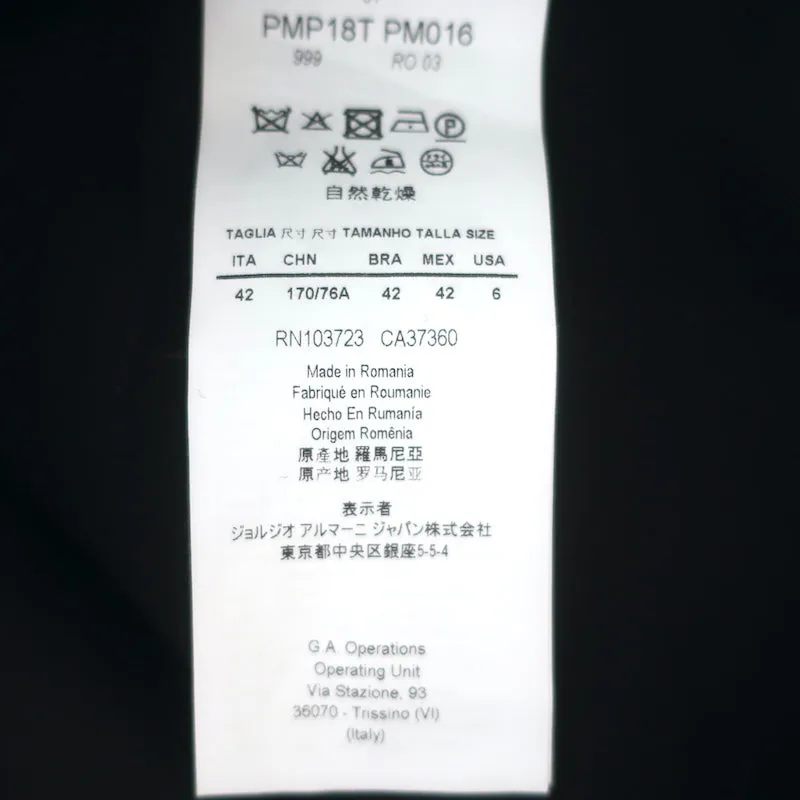 PMP18T PM016
999 RO 03
自然乾燥
TAGLIA 尺寸 尺寸 TAMANHO TALLA SIZE
ITA CHN BRA MEX USA
42 170/76A 42 42 6
RN103723 CA37360
Made in Romania
Fabriqué en Roumanie
Hecho En Rumanía
Origem Romênia
原產地 羅馬尼亞
原产地 罗马尼亚
表示者
ジョルジオ アルマーニ ジャパン株式会社
東京都中央区銀座5-5-4
G.A. Operations
Operating Unit
Via Stazione, 93
36070 - Trissino (VI)
(Italy)